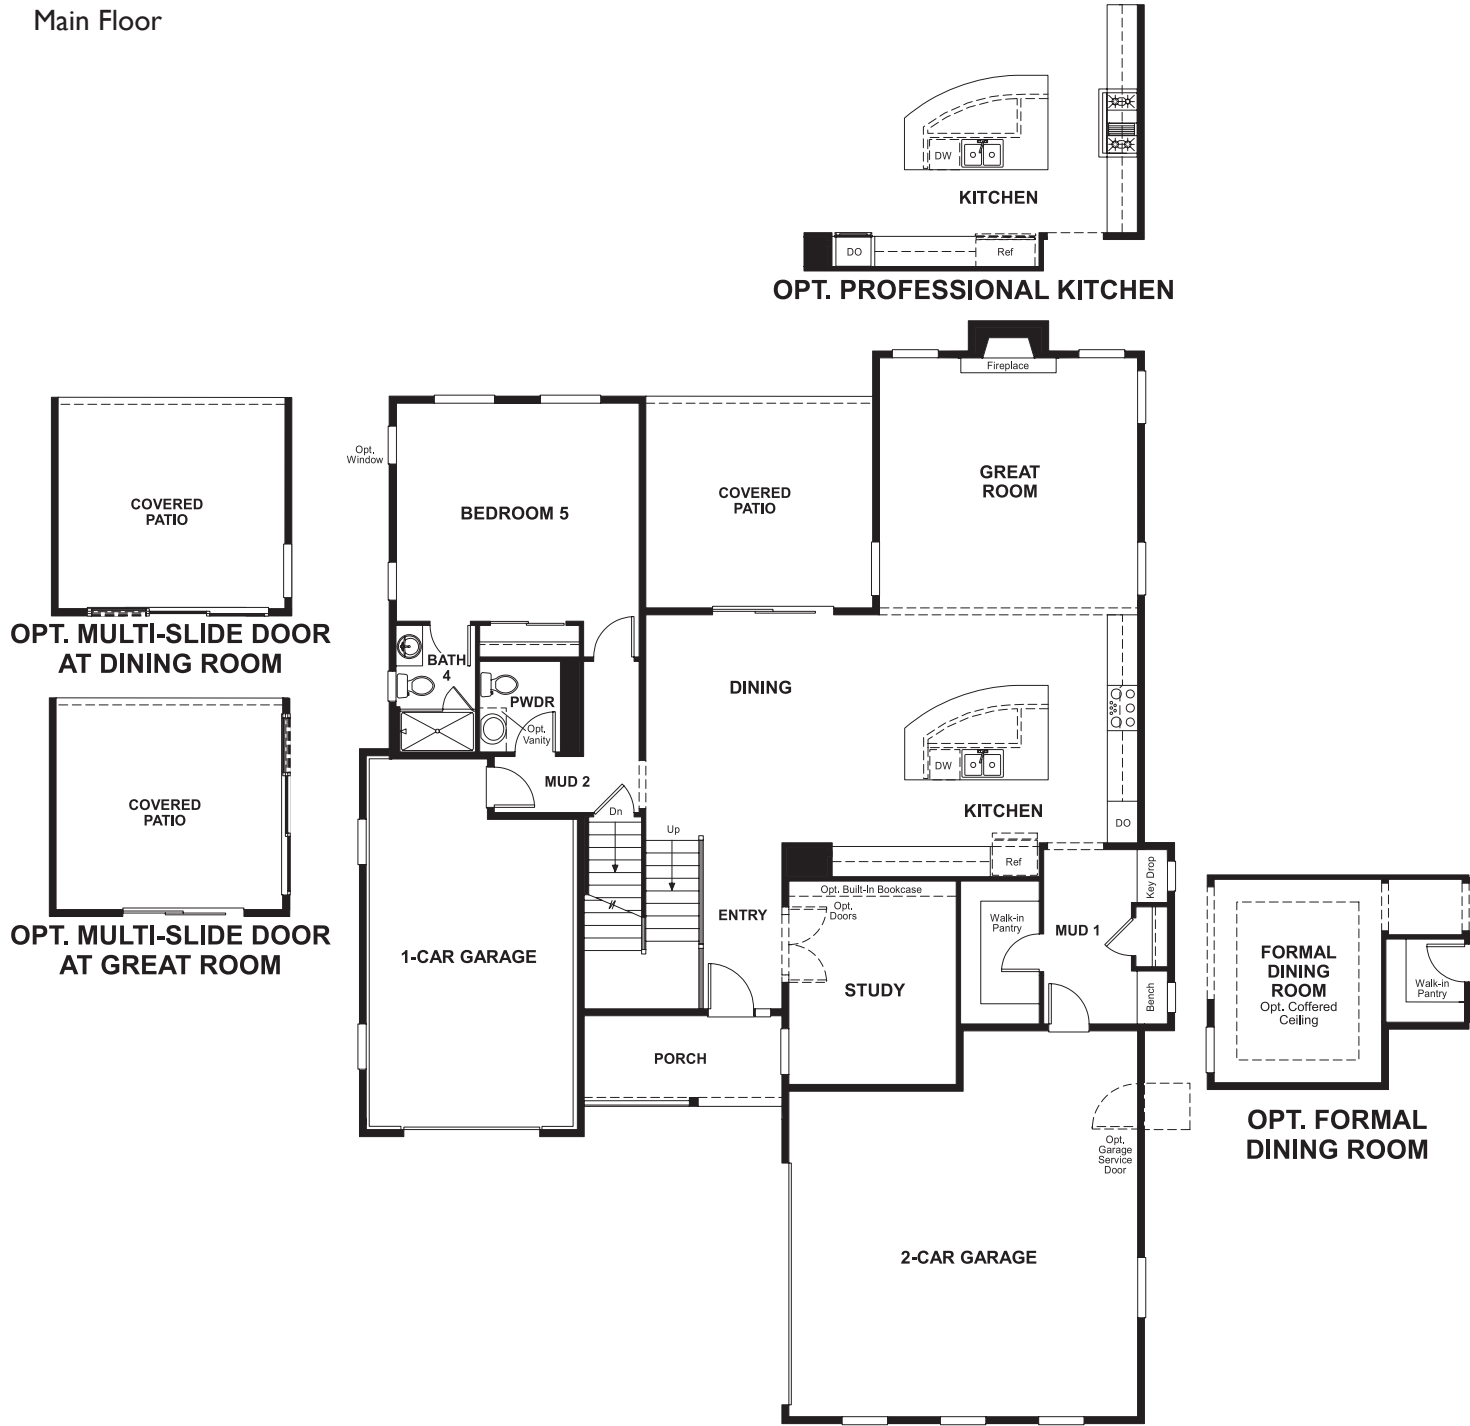 Main Floor
DW
KITCHEN
DO
Ref
OPT. PROFESSIONAL KITCHEN
Fireplace
GREAT
ROOM
COVERED
PATIO
OPT. MULTI-SLIDE DOOR
AT DINING ROOM
Opt.
Window
BEDROOM 5
COVERED
PATIO
BATH
4
PWDR
Opt.
Vanity
DINING
MUD 2
Dn
Up
DW
KITCHEN
DO
Ref
COVERED
PATIO
OPT. MULTI-SLIDE DOOR
AT GREAT ROOM
1-CAR GARAGE
ENTRY
Opt. Built-In Bookcase
Opt.
Doors
STUDY
Walk-in
Pantry
MUD 1
Key Drop
Bench
PORCH
FORMAL
DINING
ROOM
Opt. Coffered
Ceiling
Walk-in
Pantry
OPT. FORMAL
DINING ROOM
Opt.
Garage
Service
Door
2-CAR GARAGE